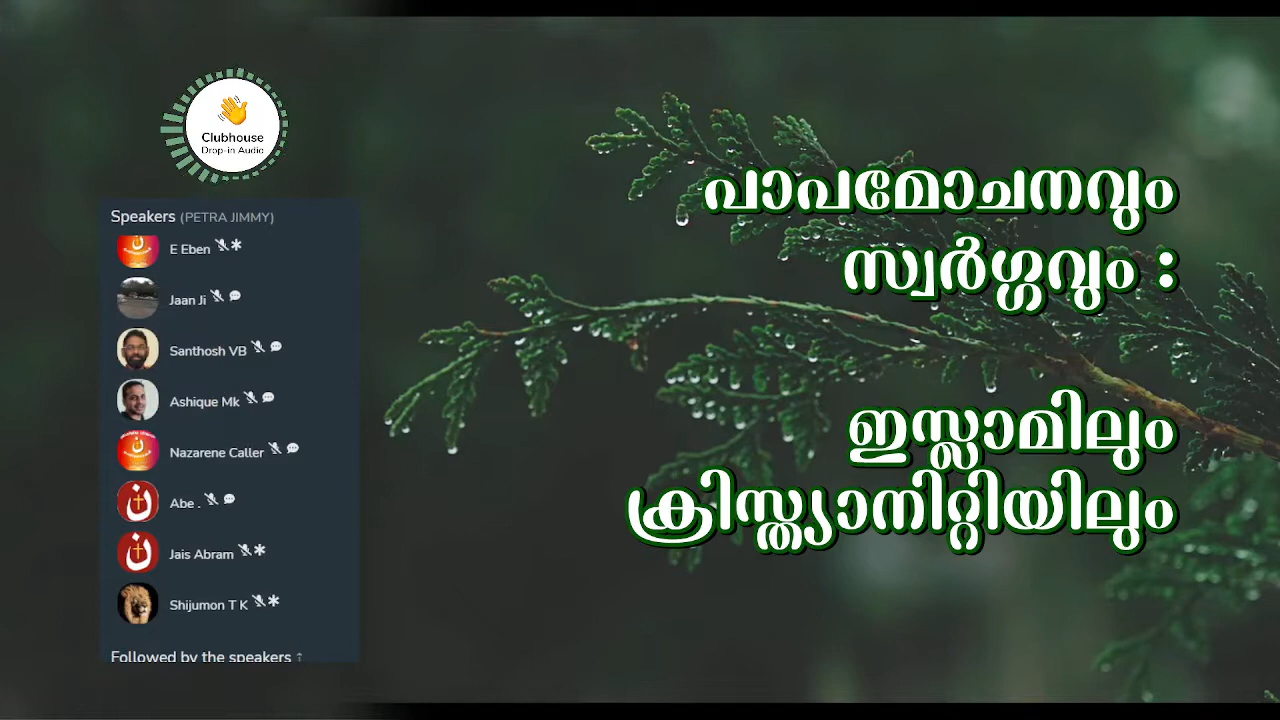 Clubhouse
Drop-in Audio
Speakers (PETRA JIMMY)
E Eben
Jaan Ji
Santhosh VB
Ashique Mk
Nazarene Caller
Abe .
Jais Abram
Shijumon T K
Followed by the speakers ↑
പാപമോചനവും
സ്വർഗ്ഗവും :
ഇസ്ലാമിലും
ക്രിസ്ത്യാനിറ്റിയിലും